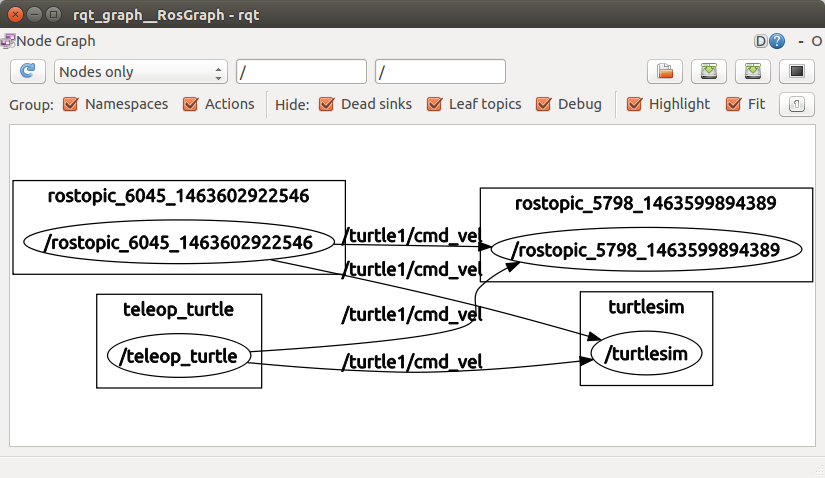 rqt_graph__RosGraph - rqt
Node Graph
D ? - O
Nodes only / /
Group: Namespaces Actions Hide: Dead sinks Leaf topics Debug Highlight Fit
rostopic_6045_1463602922546
/rostopic_6045_1463602922546
rostopic_5798_1463599894389
/rostopic_5798_1463599894389
/turtle1/cmd_vel
/turtle1/cmd_vel
/turtle1/cmd_vel
/turtle1/cmd_vel
teleop_turtle
/teleop_turtle
turtlesim
/turtlesim